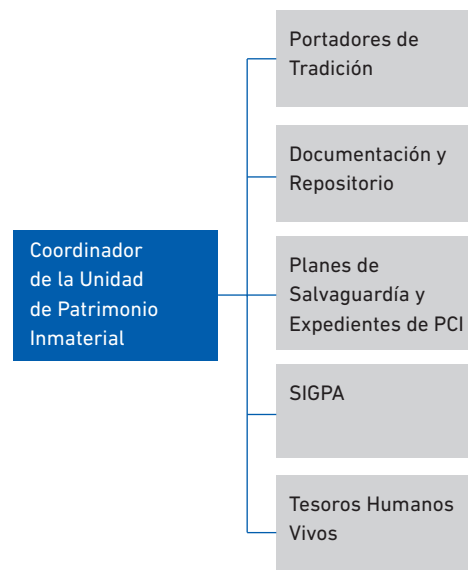 Portadores de
Tradición
Documentación y
Repositorio
Coordinador
de la Unidad
de Patrimonio
Inmaterial
Planes de
Salvaguardía y
Expedientes de PCI
SIGPA
Tesoros Humanos
Vivos